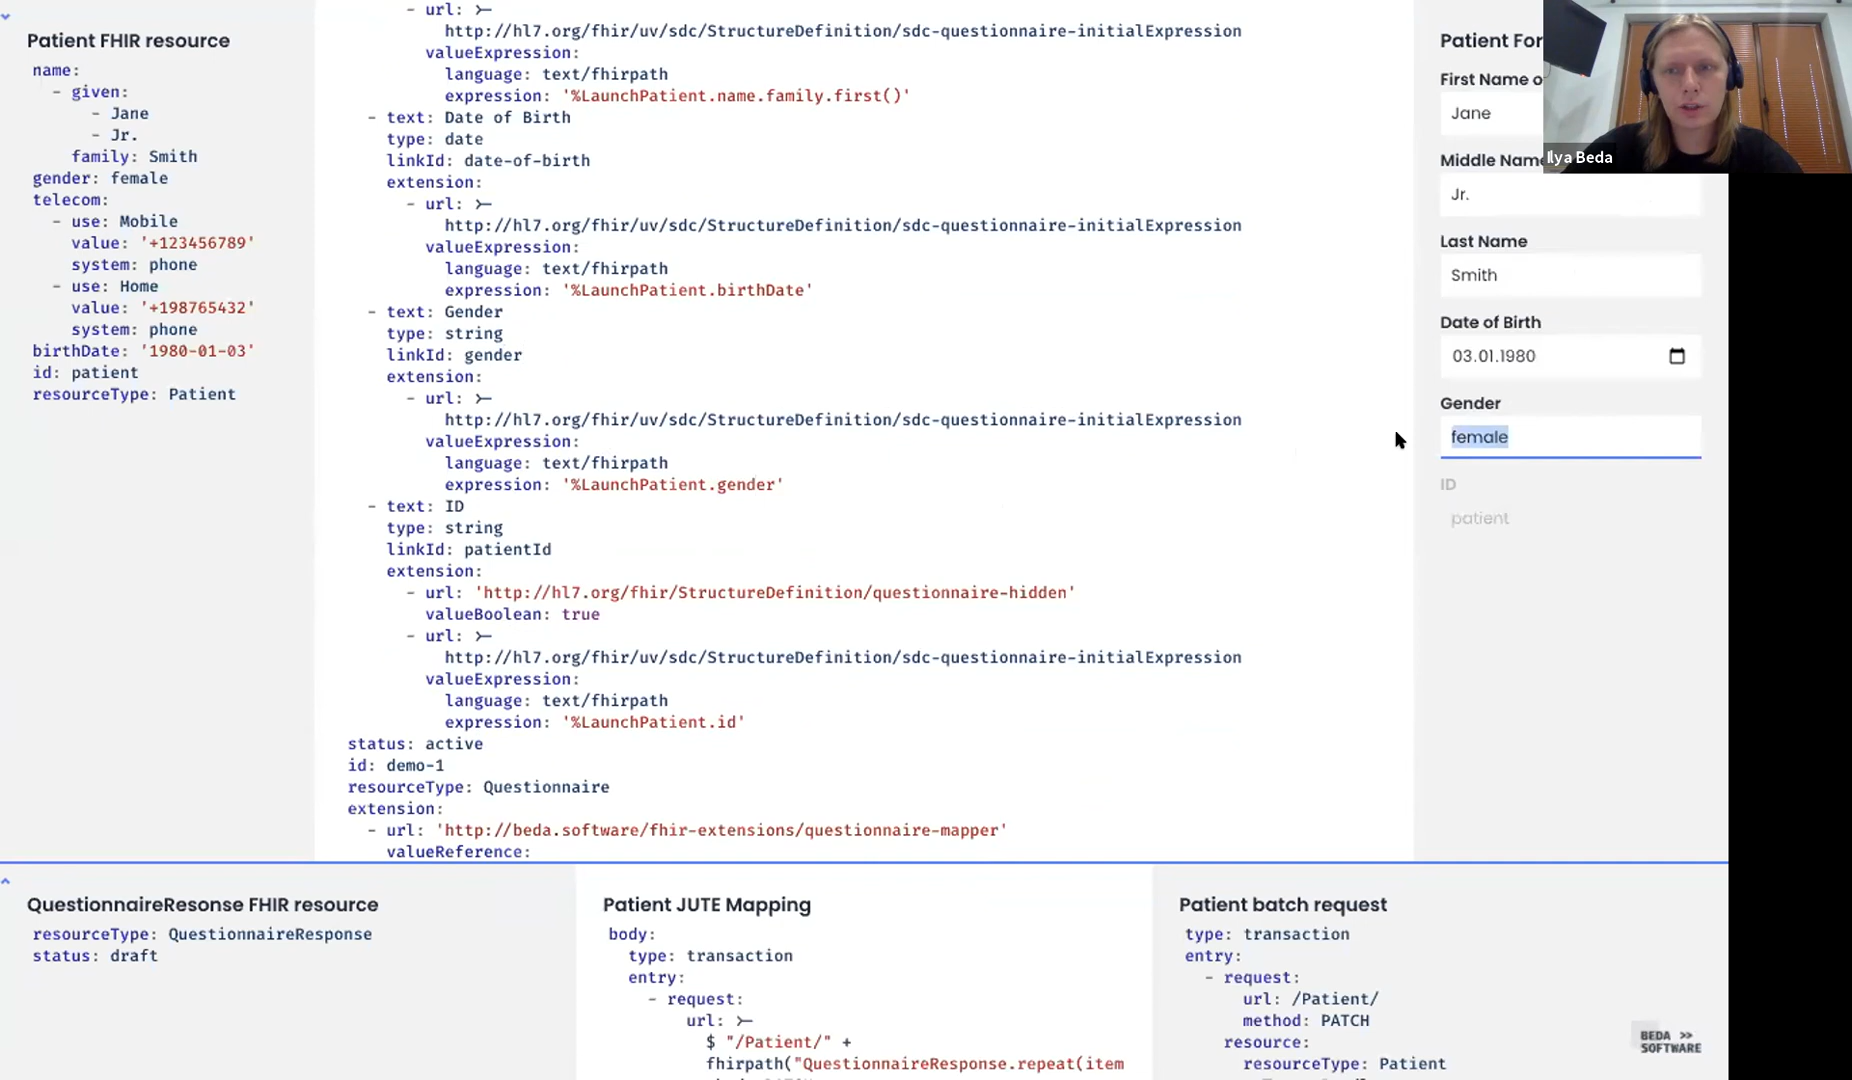 Patient FHIR resource
name:
- given:
- Jane
- Jr.
family: Smith
gender: female
telecom:
- use: Mobile
value: '+123456789'
system: phone
- use: Home
value: '+198765432'
system: phone
birthDate: '1980-01-03'
id: patient
resourceType: Patient
- url: >-
http://hl7.org/fhir/uv/sdc/StructureDefinition/sdc-questionnaire-initialExpression
valueExpression:
language: text/fhirpath
expression: '%LaunchPatient.name.family.first()'
- text: Date of Birth
type: date
linkId: date-of-birth
extension:
- url: >-
http://hl7.org/fhir/uv/sdc/StructureDefinition/sdc-questionnaire-initialExpression
valueExpression:
language: text/fhirpath
expression: '%LaunchPatient.birthDate'
- text: Gender
type: string
linkId: gender
extension:
- url: >-
http://hl7.org/fhir/uv/sdc/StructureDefinition/sdc-questionnaire-initialExpression
valueExpression:
language: text/fhirpath
expression: '%LaunchPatient.gender'
- text: ID
type: string
linkId: patientId
extension:
- url: 'http://hl7.org/fhir/StructureDefinition/questionnaire-hidden'
valueBoolean: true
- url: >-
http://hl7.org/fhir/uv/sdc/StructureDefinition/sdc-questionnaire-initialExpression
valueExpression:
language: text/fhirpath
expression: '%LaunchPatient.id'
status: active
id: demo-1
resourceType: Questionnaire
extension:
- url: 'http://beda.software/fhir-extensions/questionnaire-mapper'
valueReference:
Patient For
First Name o
Jane
Middle Name
Jr.
Last Name
Smith
Date of Birth
03.01.1980
Gender
female
ID
patient
Ilya Beda
QuestionnaireResonse FHIR resource
resourceType: QuestionnaireResponse
status: draft
Patient JUTE Mapping
body:
type: transaction
entry:
- request:
url: >-
$ "/Patient/" +
fhirpath("QuestionnaireResponse.repeat(item
Patient batch request
type: transaction
entry:
- request:
url: /Patient/
method: PATCH
resource:
resourceType: Patient
BEDA >>
SOFTWARE